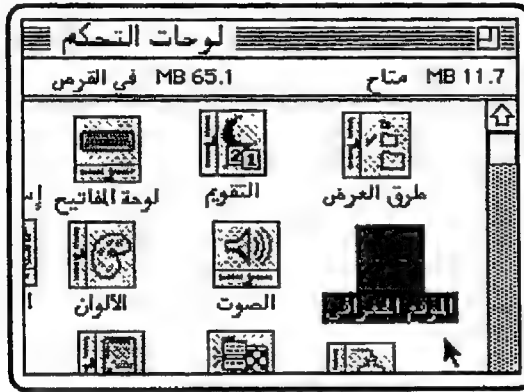 لوحات التحكم
MB 11.7 متاح MB 65.1 في القرص
طرق العرض التقويم لوحة المفاتيح إ
الموقع الجغرافي الصوت الألوان